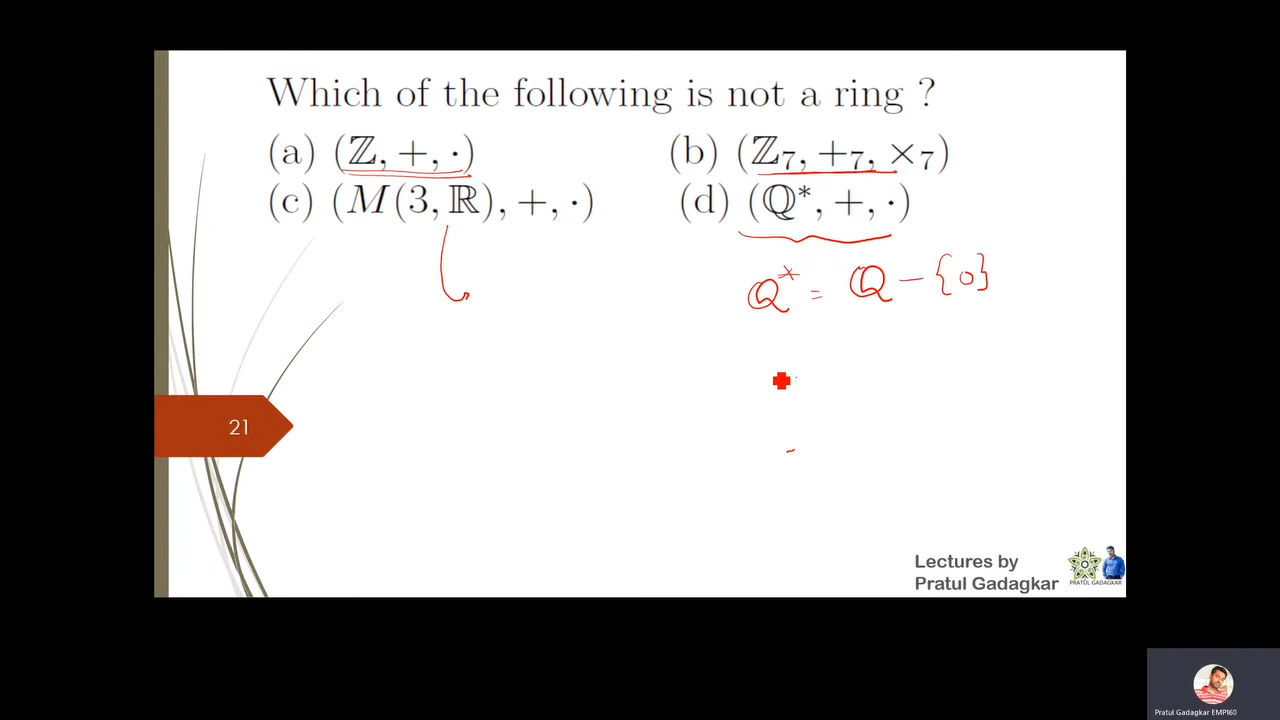 Which of the following is not a ring ?
(a) (ℤ, +, ·) (b) (ℤ₇, +₇, ×₇)
(c) (M(3, ℝ), +, ·) (d) (ℚ*, +, ·)
ℚ* = ℚ - {0}
21
Lectures by
Pratul Gadagkar
PRATUL GADAGKAR
Pratul Gadagkar EMP160